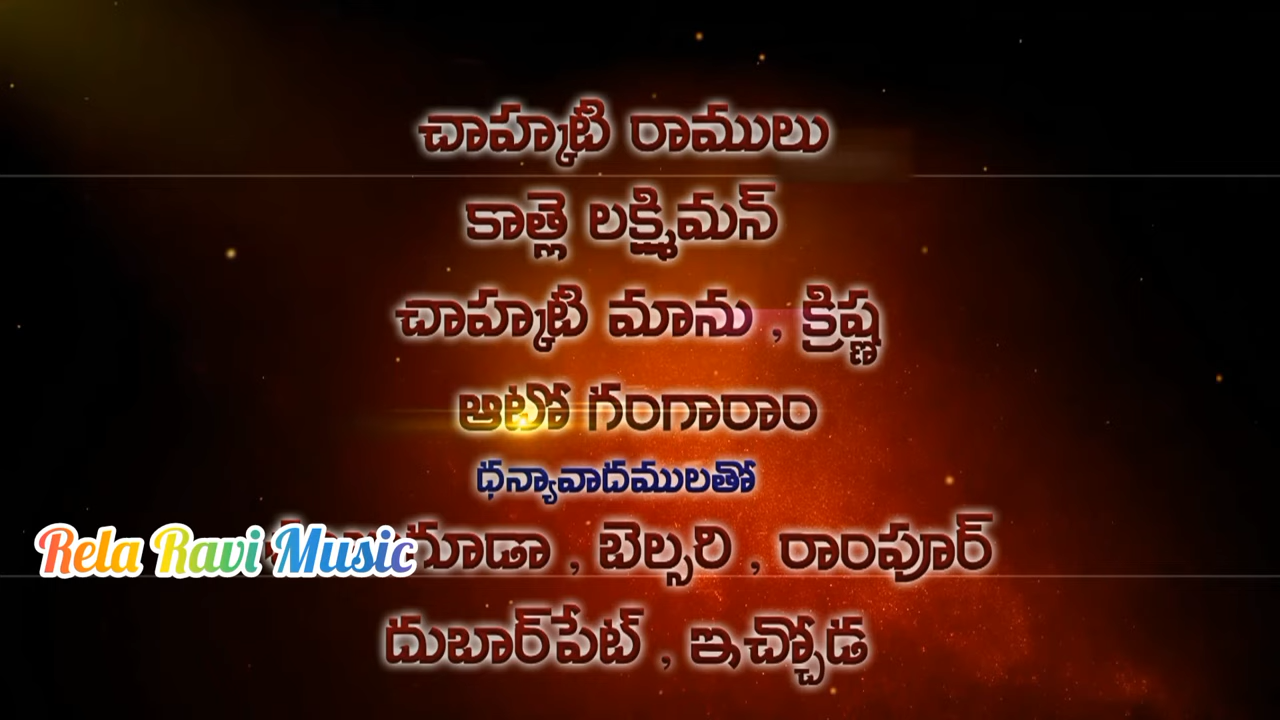 చాహ్కటి రాములు
కాత్లె లక్ష్మిమన్
చాహ్కటి మాను , క్రిష్ణ
ఆటో గంగారాం
ధన్యావాదములతో
Rela Ravi Music , బెల్సరి , రాంపూర్
దుబార్‌పేట్ , ఇచ్చోడ